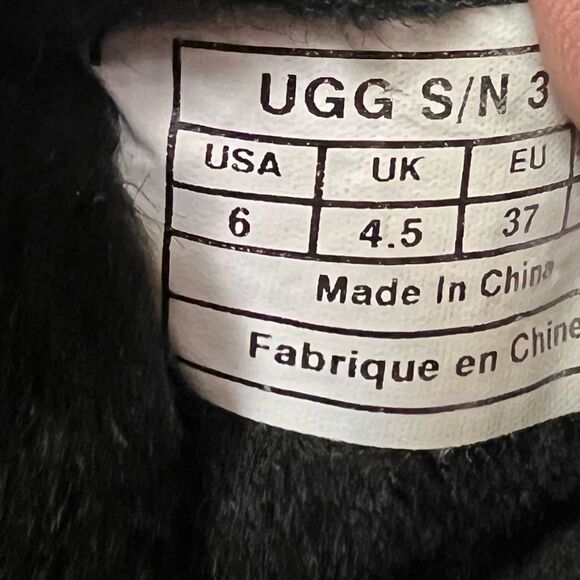 UGG S/N 3
USA UK EU
6 4.5 37
Made In China
Fabrique en Chine